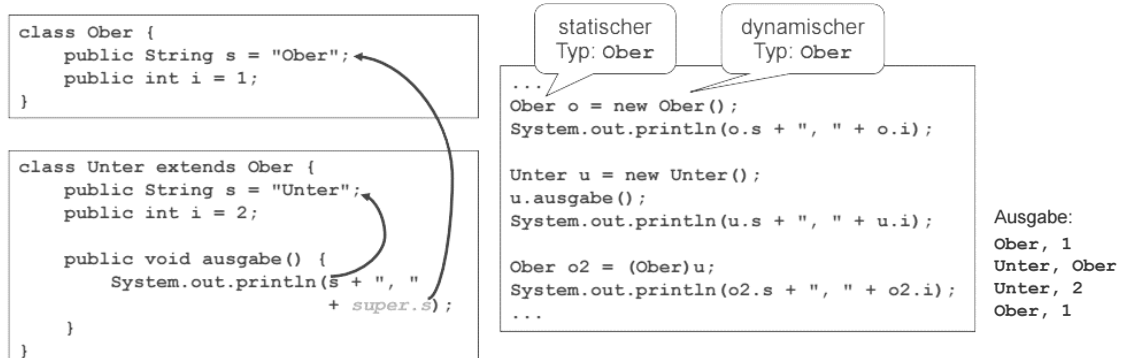 class Ober {
    public String s = "Ober";
    public int i = 1;
}
class Unter extends Ober {
    public String s = "Unter";
    public int i = 2;
    public void ausgabe() {
        System.out.println(s + ", "
                           + super.s);
    }
}
statischer
Typ: Ober
dynamischer
Typ: Ober
...
Ober o = new Ober();
System.out.println(o.s + ", " + o.i);
Unter u = new Unter();
u.ausgabe();
System.out.println(u.s + ", " + u.i);
Ober o2 = (Ober)u;
System.out.println(o2.s + ", " + o2.i);
...
Ausgabe:
Ober, 1
Unter, Ober
Unter, 2
Ober, 1